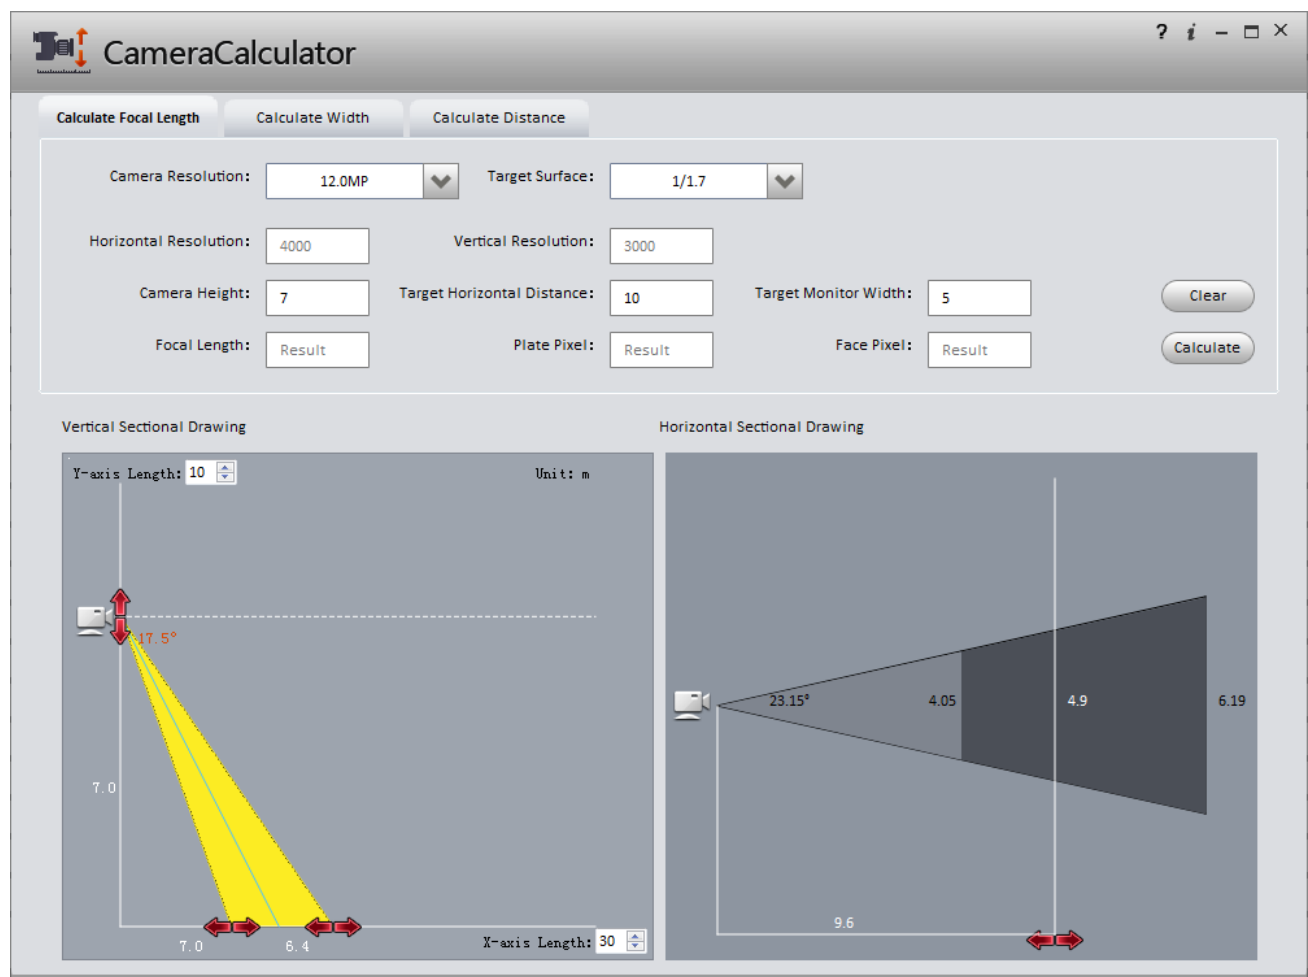 ? i
CameraCalculator
Calculate Focal Length Calculate Width Calculate Distance
Camera Resolution: 12.0MP Target Surface: 1/1.7
Horizontal Resolution: 4000 Vertical Resolution: 3000
Camera Height: 7 Target Horizontal Distance: 10 Target Monitor Width: 5 Clear
Focal Length: Result Plate Pixel: Result Face Pixel: Result Calculate
Vertical Sectional Drawing Horizontal Sectional Drawing
Y-axis Length: 10 Unit: m
17.5°
23.15° 4.05 4.9 6.19
7.0
9.6
7.0 6.4 X-axis Length: 30